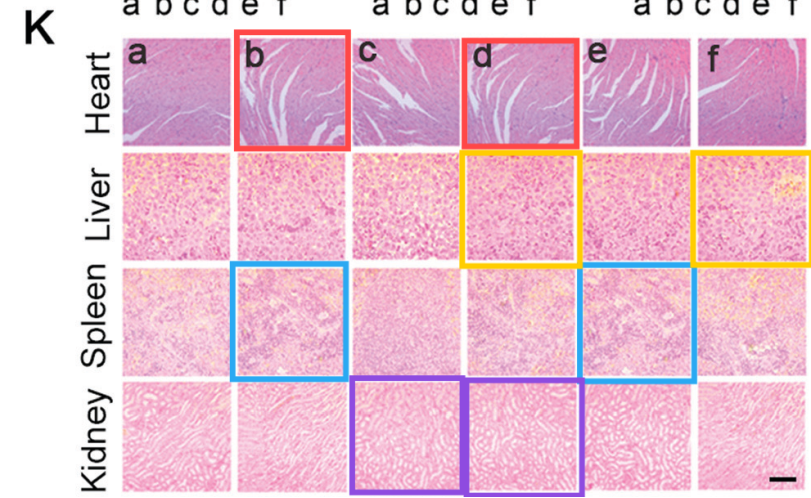 a b c d e f a b c d e f a b c d e f
K
Heart a b c d e f
Liver
Spleen
Kidney